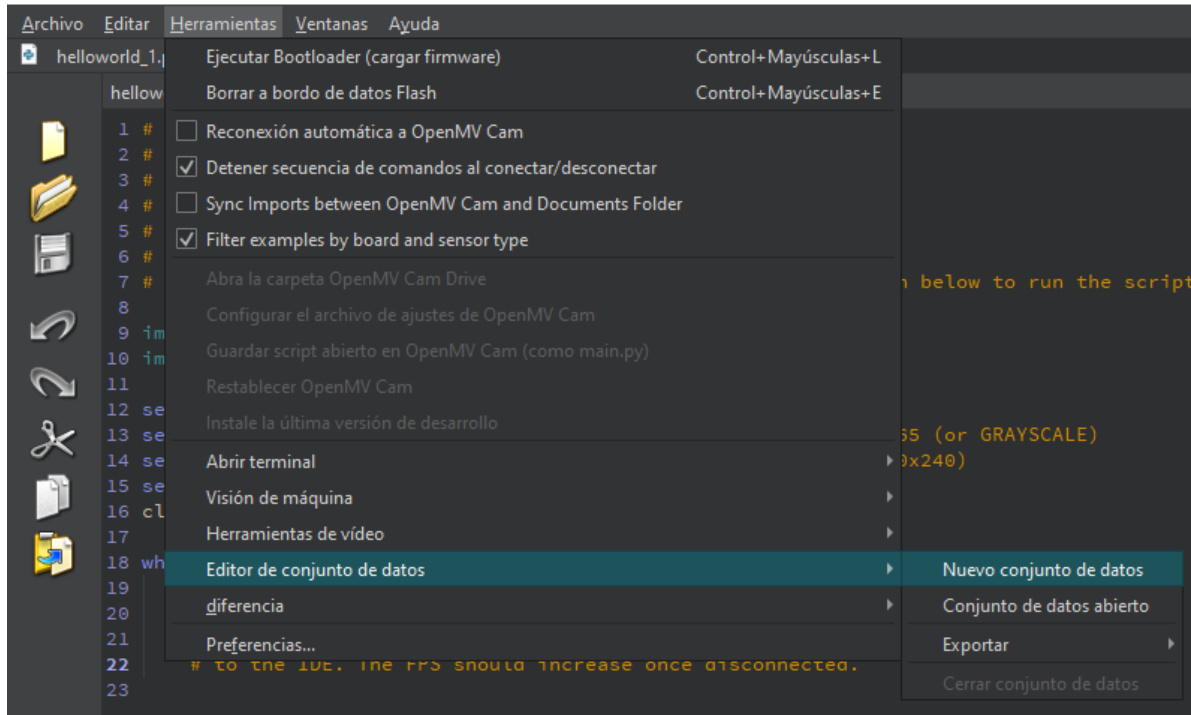 Archivo Editar Herramientas Ventanas Ayuda
helloworld_1.p
hellow
Ejecutar Bootloader (cargar firmware) Control+Mayúsculas+L
Borrar a bordo de datos Flash Control+Mayúsculas+E
Reconexión automática a OpenMV Cam
Detener secuencia de comandos al conectar/desconectar
Sync Imports between OpenMV Cam and Documents Folder
Filter examples by board and sensor type
Abra la carpeta OpenMV Cam Drive
Configurar el archivo de ajustes de OpenMV Cam
Guardar script abierto en OpenMV Cam (como main.py)
Restablecer OpenMV Cam
Instale la última versión de desarrollo
Abrir terminal
Visión de máquina
Herramientas de vídeo
Editor de conjunto de datos
diferencia
Preferencias...
Nuevo conjunto de datos
Conjunto de datos abierto
Exportar
Cerrar conjunto de datos
1 #
2 #
3 #
4 #
5 #
6 #
7 # n below to run the script
8
9 im
10 im
11
12 se
13 se 65 (or GRAYSCALE)
14 se 0x240)
15 se
16 cl
17
18 wh
19
20
21
22 # to the IDE. The FPS should increase once disconnected.
23